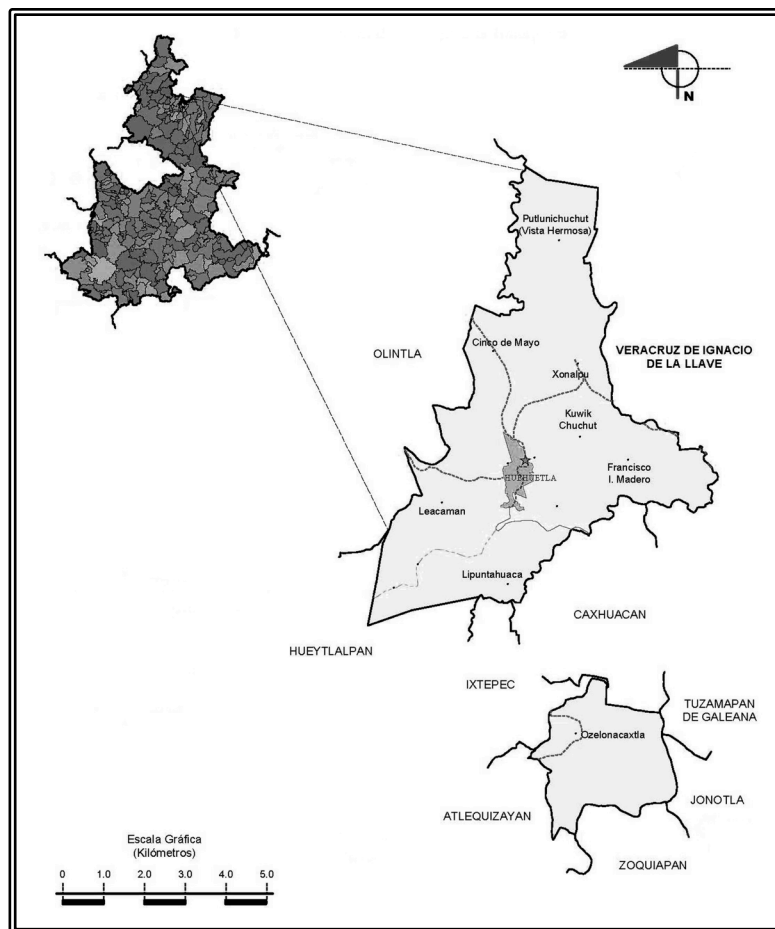 N
Putlunichuchut
(Vista Hermosa)
OLINTLA
Cinco de Mayo
VERACRUZ DE IGNACIO
DE LA LLAVE
Xonalpu
Kuwik
Chuchut
Francisco
I. Madero
HUEHUETLA
Leacaman
Lipuntahuaca
CAXHUACAN
HUEYTLALPAN
IXTEPEC
TUZAMAPAN
DE GALEANA
Ozelonacaxtla
JONOTLA
ATLEQUIZAYAN
ZOQUIAPAN
Escala Gráfica
(Kilómetros)
0 1.0 2.0 3.0 4.0 5.0